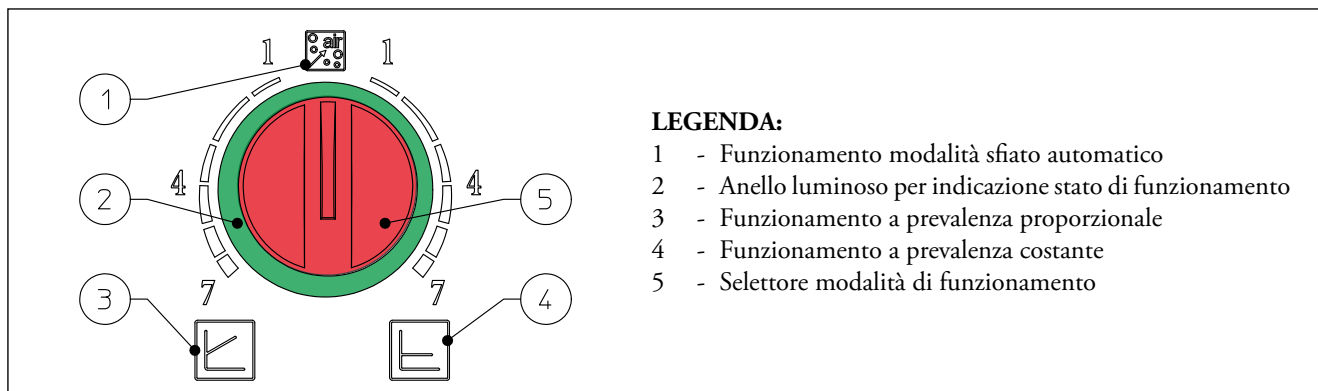 1 air 1
1
4 4
2 5
7 7
3 4
LEGENDA:
1 - Funzionamento modalità sfiato automatico
2 - Anello luminoso per indicazione stato di funzionamento
3 - Funzionamento a prevalenza proporzionale
4 - Funzionamento a prevalenza costante
5 - Selettore modalità di funzionamento